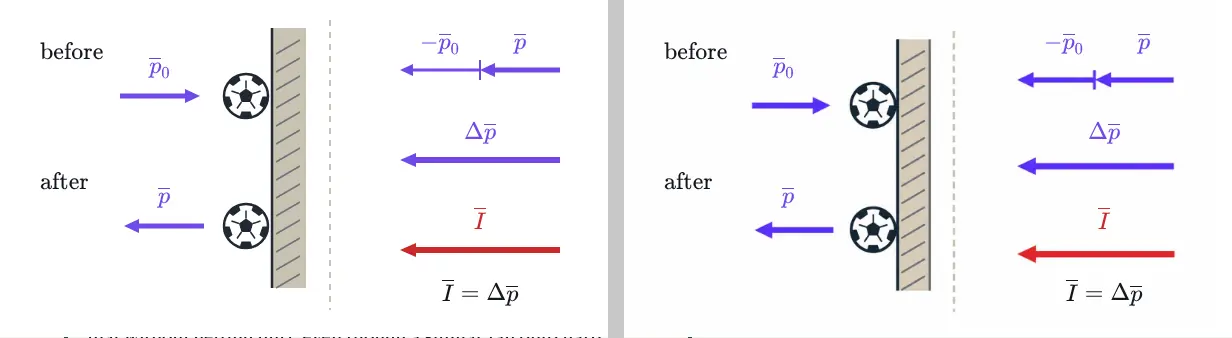 before
p̅₀
after
p̅
−p̅₀ p̅
Δp̅
I̅
I̅ = Δp̅
before
p̅₀
after
p̅
−p̅₀ p̅
Δp̅
I̅
I̅ = Δp̅